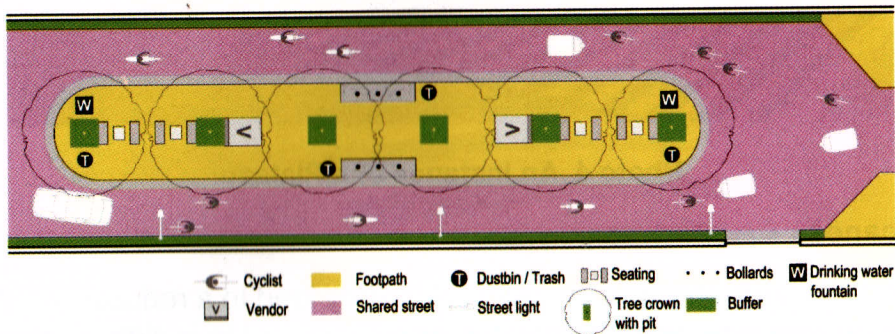 W
W
T
V
V
T
T
T
T
Cyclist
Footpath
T
Dustbin / Trash
Seating
Bollards
W
Drinking water
fountain
V
Vendor
Shared street
Street light
Tree crown
with pit
Buffer